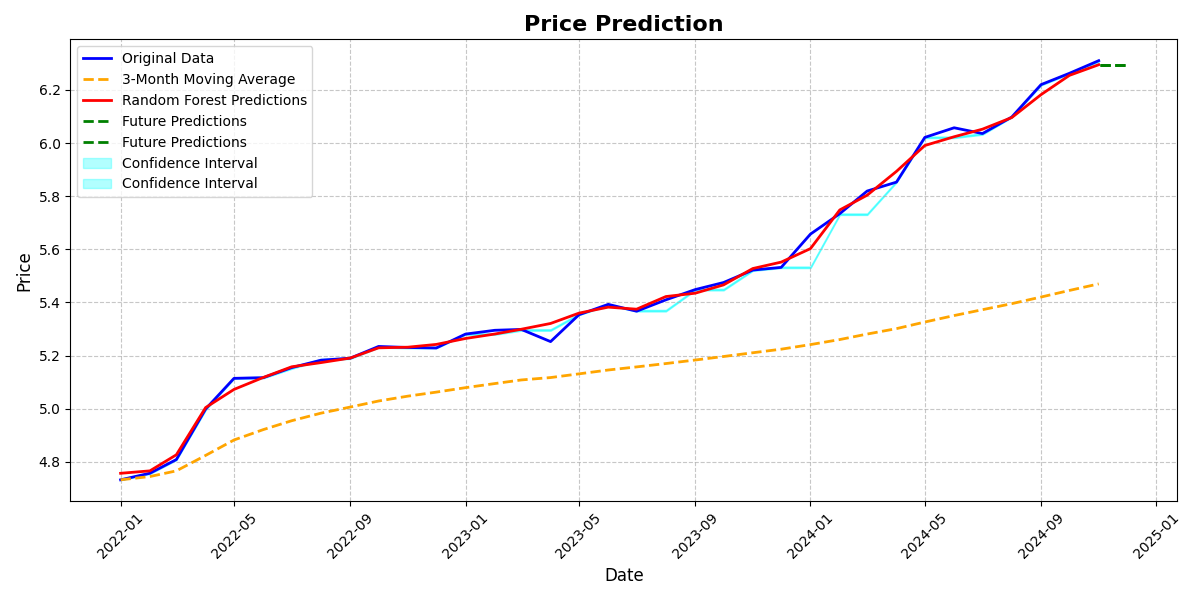 Price Prediction
Original Data
3-Month Moving Average
Random Forest Predictions
Future Predictions
Future Predictions
Confidence Interval
Confidence Interval
Price
6.2
6.0
5.8
5.6
5.4
5.2
5.0
4.8
2022-01
2022-05
2022-09
2023-01
2023-05
2023-09
2024-01
2024-05
2024-09
2025-01
Date